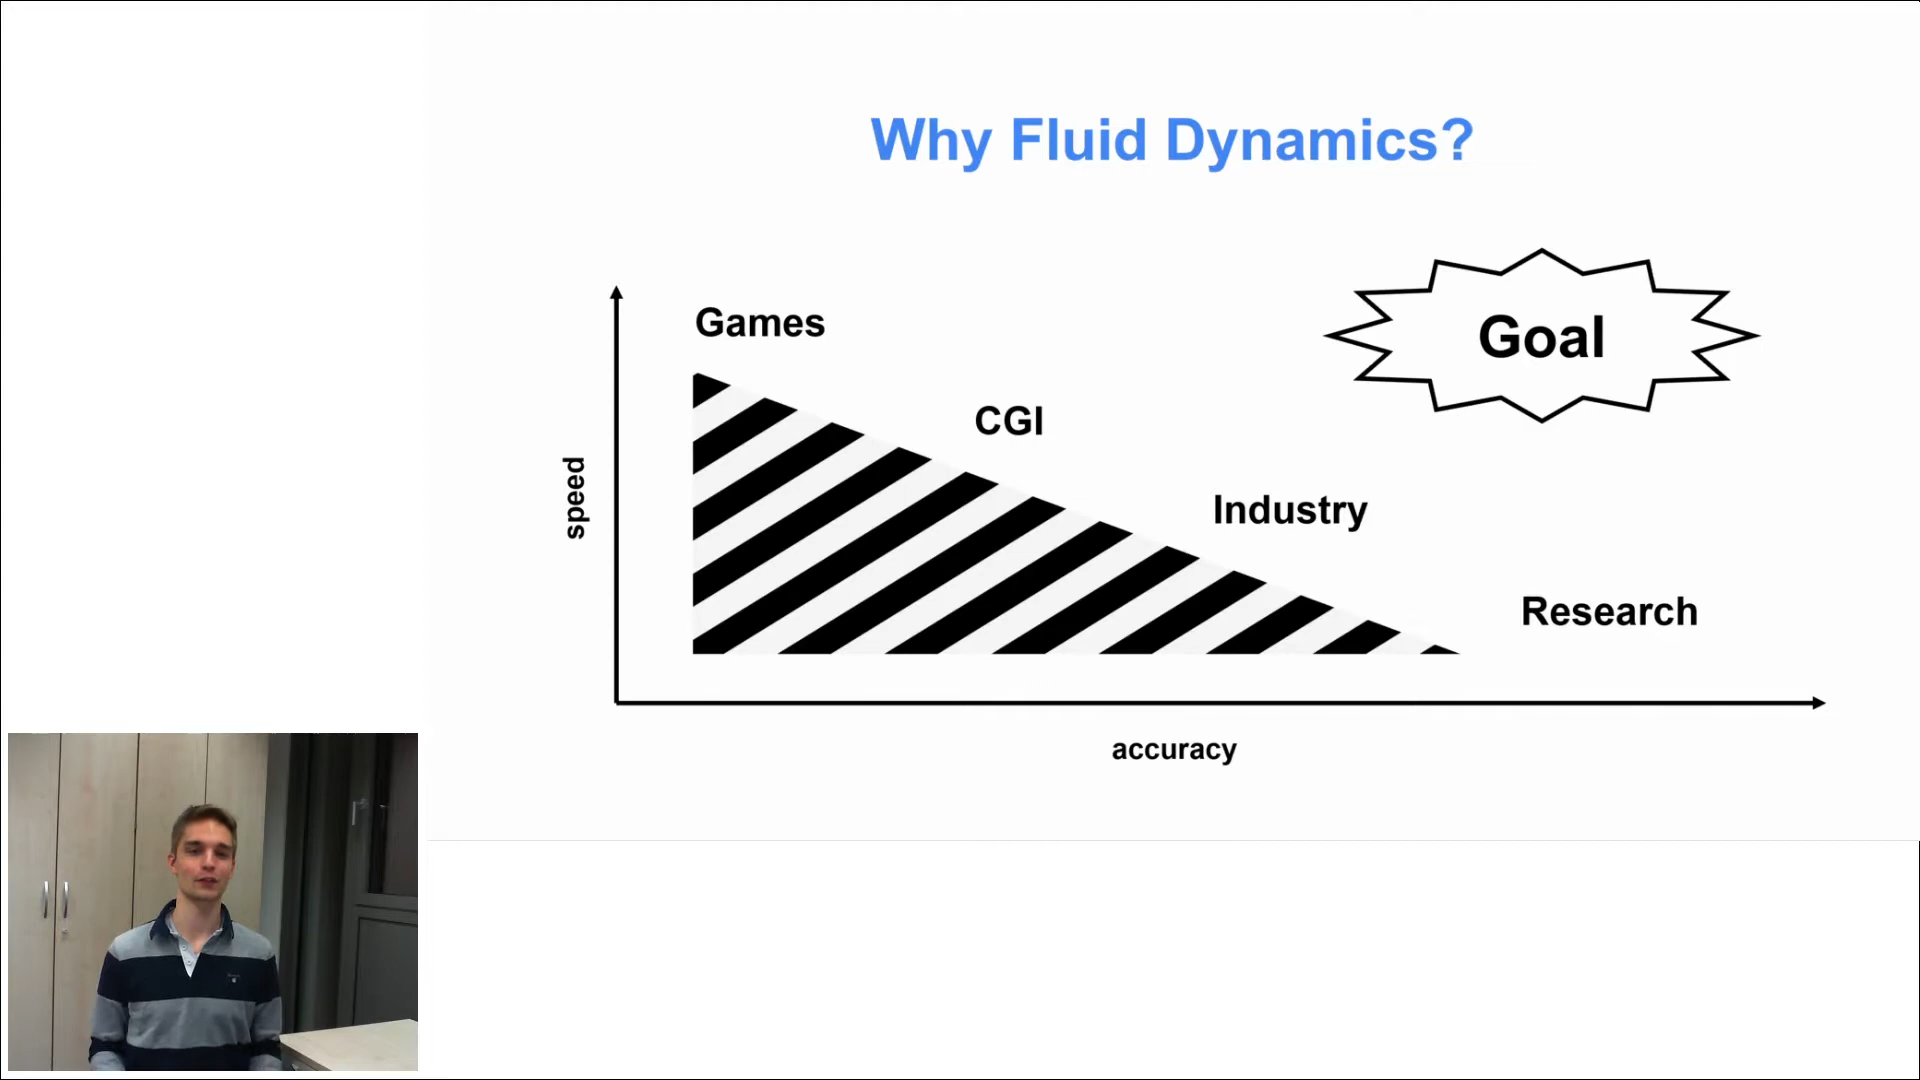 Why Fluid Dynamics?
Games
Goal
CGI
speed
Industry
Research
accuracy